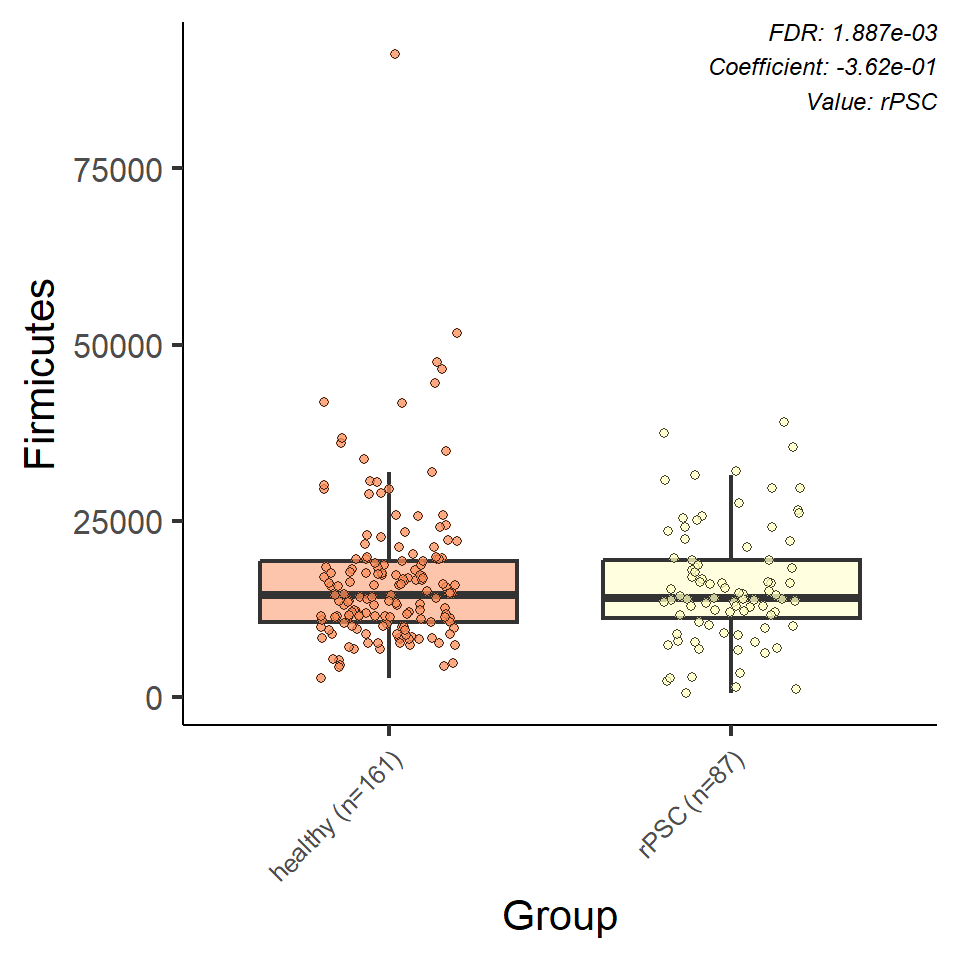 FDR: 1.887e-03
Coefficient: -3.62e-01
Value: rPSC
Firmicutes
75000
50000
25000
0
healthy (n=161)
rPSC (n=87)
Group